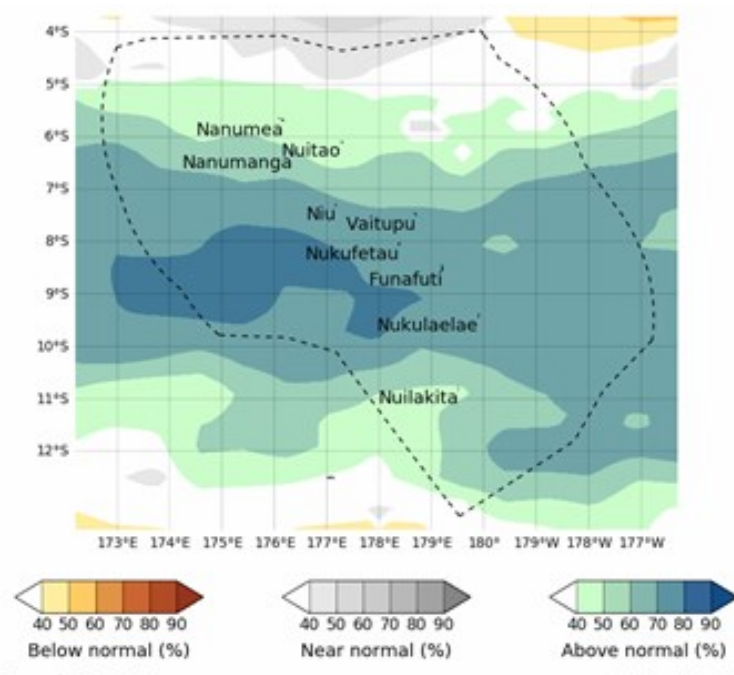 4°S
5°S
6°S
7°S
8°S
9°S
10°S
11°S
12°S
Nanumea
Nuitao
Nanumanga
Niu
Vaitupu
Nukufetau
Funafuti
Nukulaelae
Nuilakita
173°E 174°E 175°E 176°E 177°E 178°E 179°E 180° 179°W 178°W 177°W
40 50 60 70 80 90
Below normal (%)
40 50 60 70 80 90
Near normal (%)
40 50 60 70 80 90
Above normal (%)